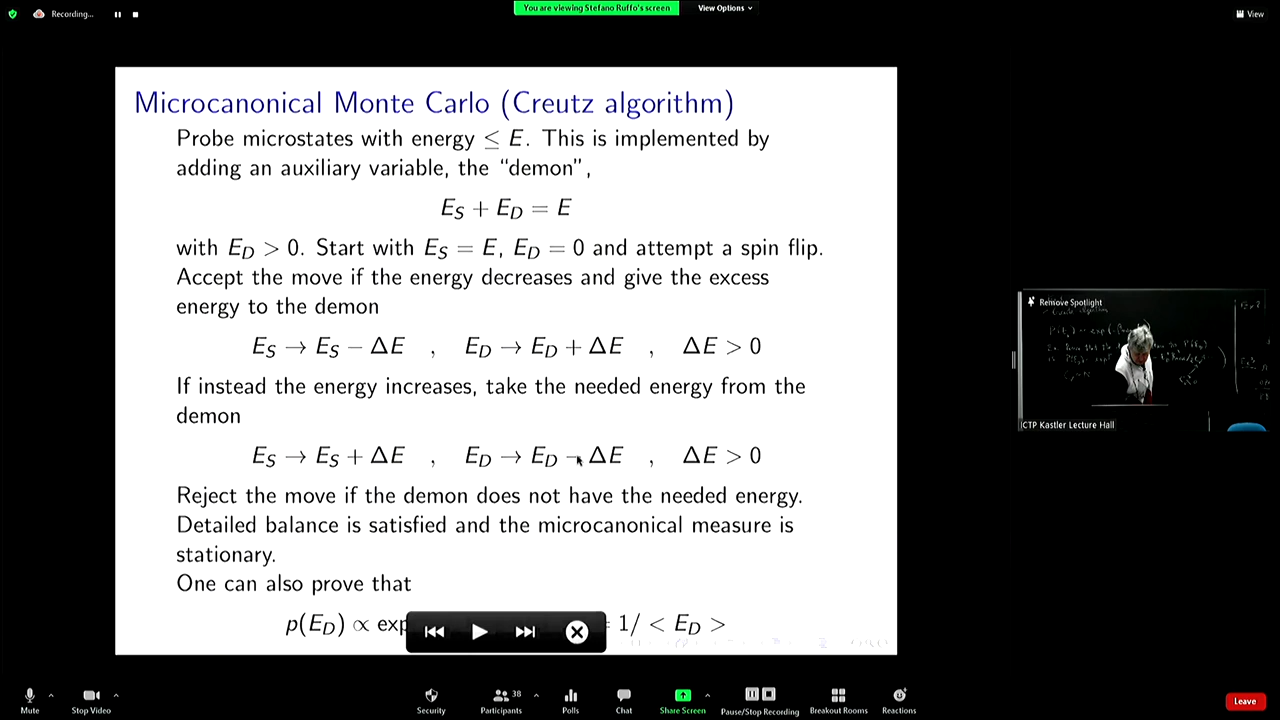 Recording...
You are viewing Stefano Ruffo's screen
View Options
View
Microcanonical Monte Carlo (Creutz algorithm)
Probe microstates with energy ≤ E. This is implemented by
adding an auxiliary variable, the “demon”,
E_S + E_D = E
with E_D > 0. Start with E_S = E, E_D = 0 and attempt a spin flip.
Accept the move if the energy decreases and give the excess
energy to the demon
E_S → E_S − ΔE , E_D → E_D + ΔE , ΔE > 0
If instead the energy increases, take the needed energy from the
demon
E_S → E_S + ΔE , E_D → E_D − ΔE , ΔE > 0
Reject the move if the demon does not have the needed energy.
Detailed balance is satisfied and the microcanonical measure is
stationary.
One can also prove that
p(E_D) ∝ exp = 1/ < E_D >
Remove Spotlight
ICTP Kastler Lecture Hall
Mute
Stop Video
Security
Participants
38
Polls
Chat
Share Screen
Pause/Stop Recording
Breakout Rooms
Reactions
Leave